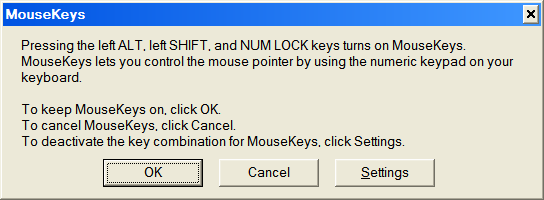 MouseKeys
Pressing the left ALT, left SHIFT, and NUM LOCK keys turns on MouseKeys.
MouseKeys lets you control the mouse pointer by using the numeric keypad on your
keyboard.
To keep MouseKeys on, click OK.
To cancel MouseKeys, click Cancel.
To deactivate the key combination for MouseKeys, click Settings.
OK Cancel Settings